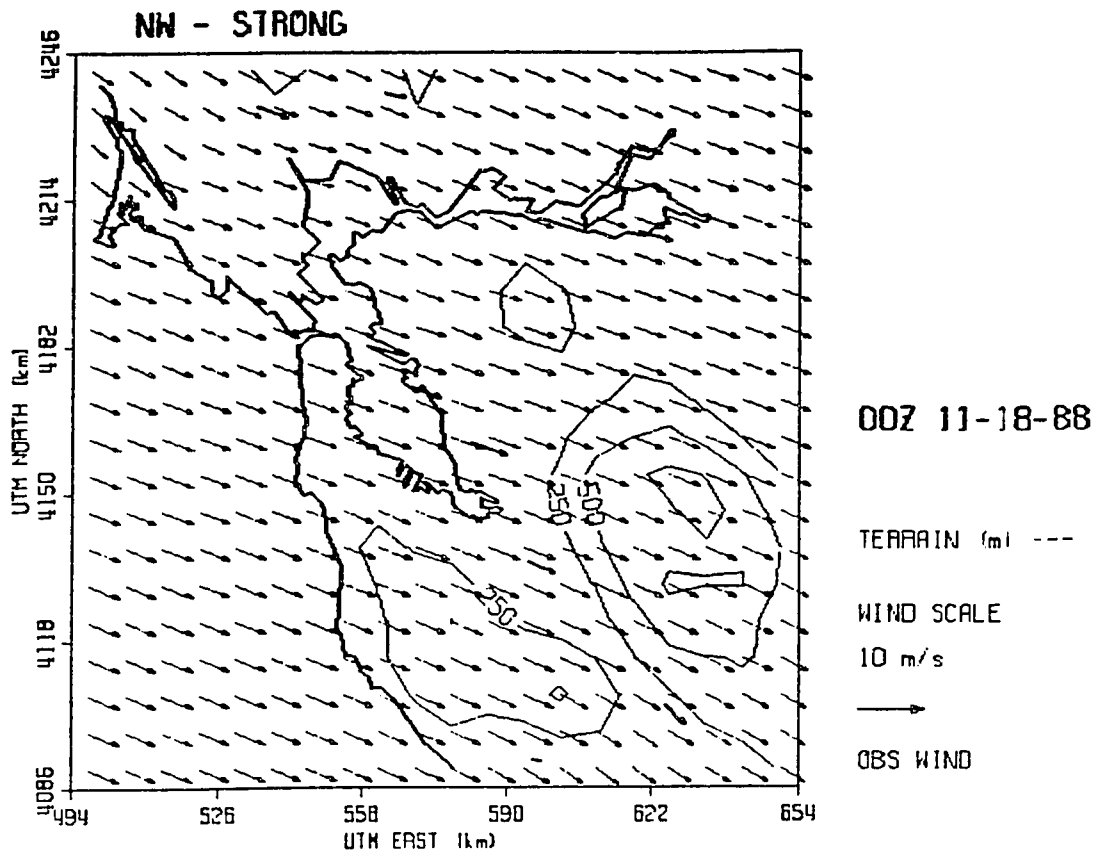 NW - STRONG
4246
4214
4182
4150
4118
4086
UTM NORTH (km)
494
526
558
590
622
654
UTM EAST (km)
250
500
250
00Z 11-18-88
TERRAIN (m) ---
WIND SCALE
10 m/s
OBS WIND